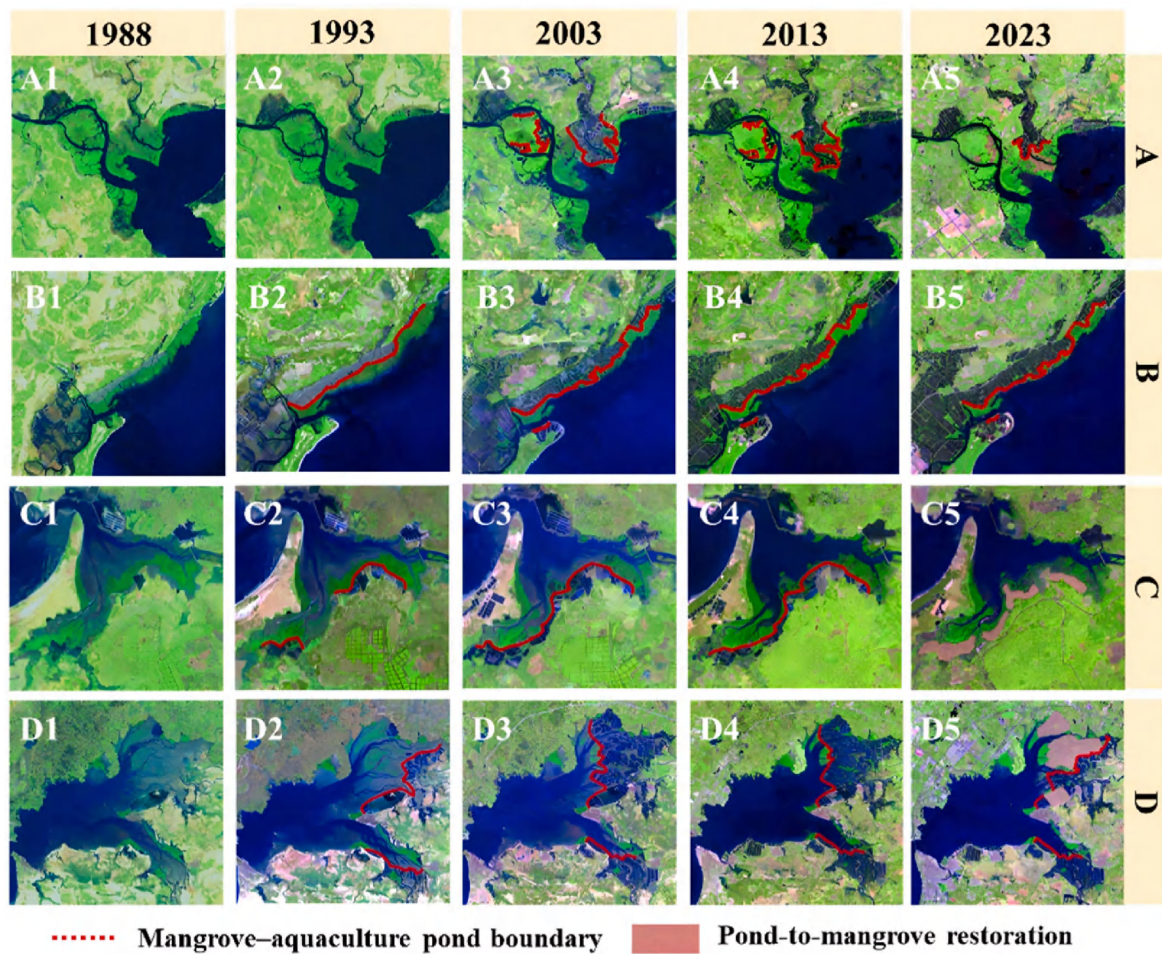 1988 1993 2003 2013 2023
A1 A2 A3 A4 A5 A
B1 B2 B3 B4 B5 B
C1 C2 C3 C4 C5 C
D1 D2 D3 D4 D5 D
Mangrove–aquaculture pond boundary Pond-to-mangrove restoration